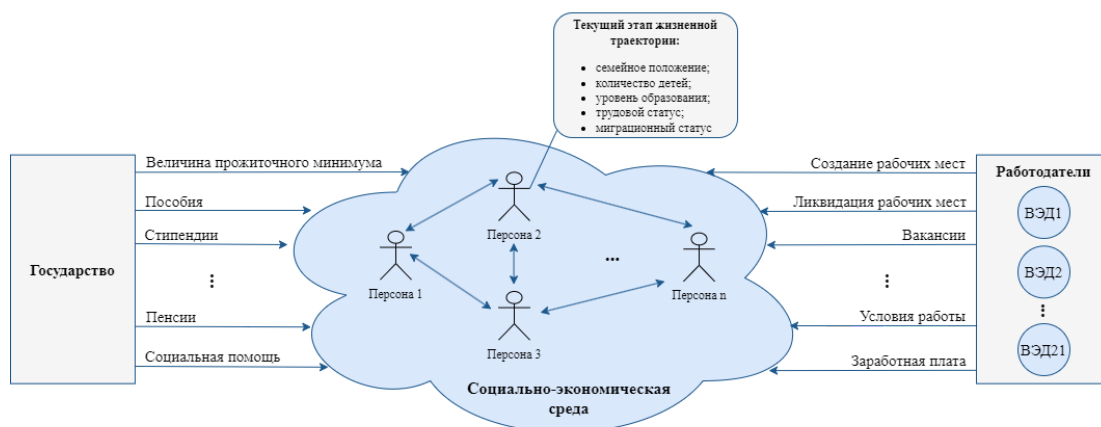 Текущий этап жизненной
траектории:
• семейное положение;
• количество детей;
• уровень образования;
• трудовой статус;
• миграционный статус
Государство
Величина прожиточного минимума
Пособия
Стипендии
⋮
Пенсии
Социальная помощь
Персона 2
Персона 1
...
Персона n
Персона 3
Социально-экономическая
среда
Создание рабочих мест
Ликвидация рабочих мест
Вакансии
⋮
Условия работы
Заработная плата
Работодатели
ВЭД1
ВЭД2
⋮
ВЭД21